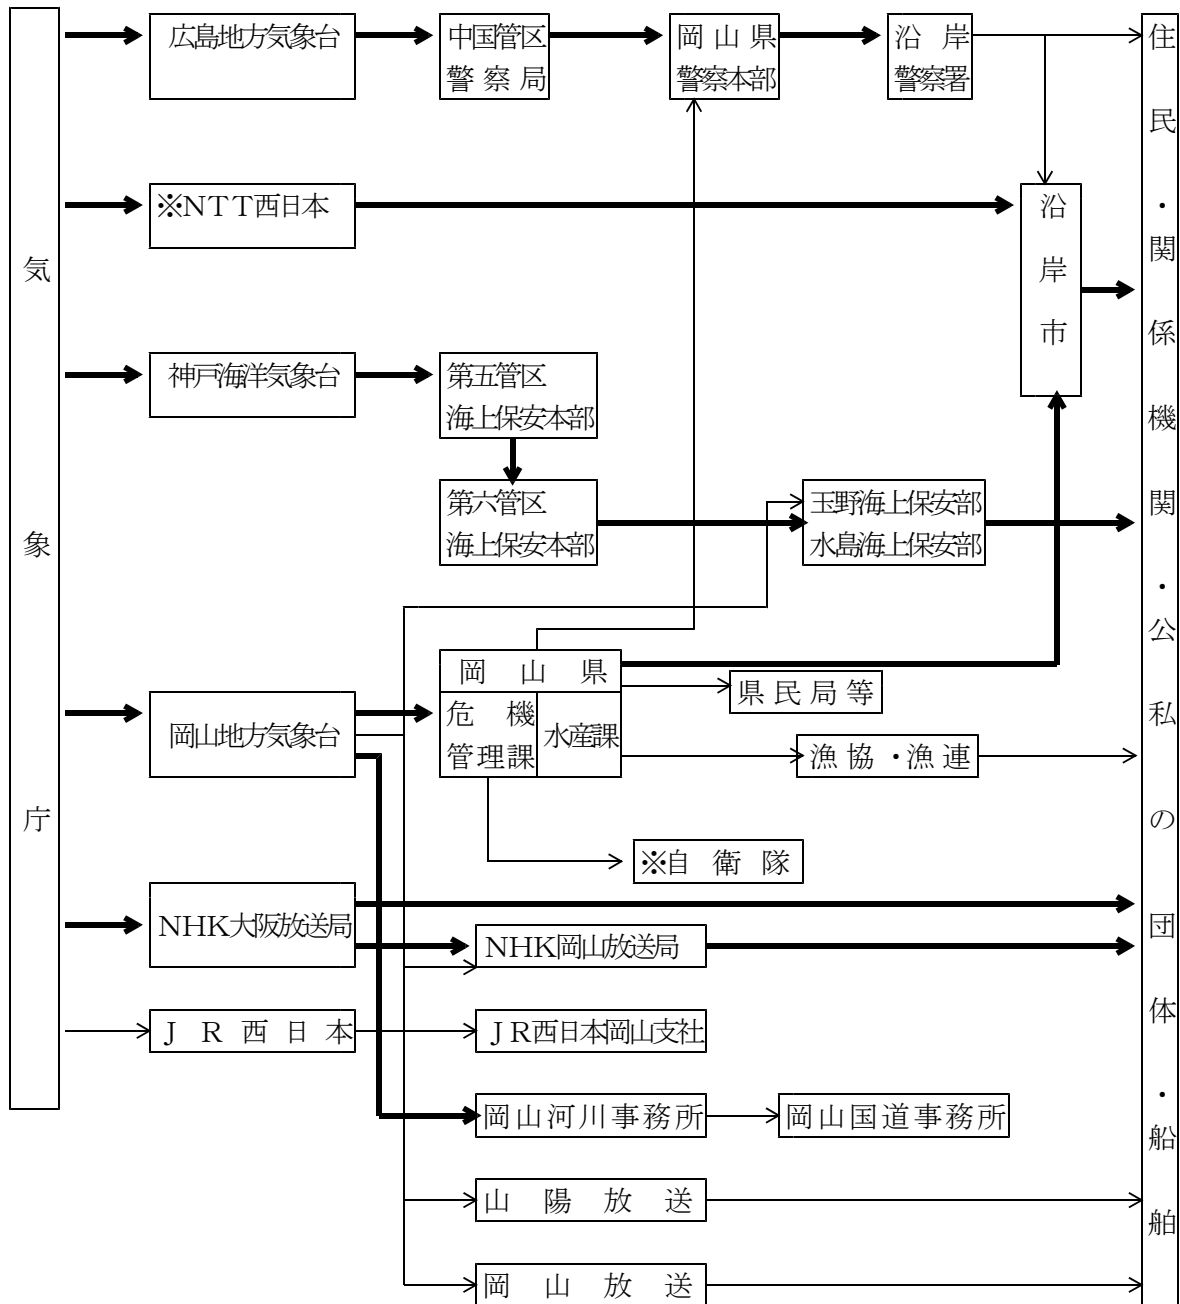 気象庁
広島地方気象台
中国管区
警察局
岡山県
警察本部
沿岸
警察署
※NTT西日本
沿岸市
神戸海洋気象台
第五管区
海上保安本部
第六管区
海上保安本部
玉野海上保安部
水島海上保安部
岡山地方気象台
岡山県
危機
管理課
水産課
県民局等
漁協・漁連
※自衛隊
NHK大阪放送局
NHK岡山放送局
JR西日本
JR西日本岡山支社
岡山河川事務所
岡山国道事務所
山陽放送
岡山放送
住民・関係機関・公私の団体・船舶